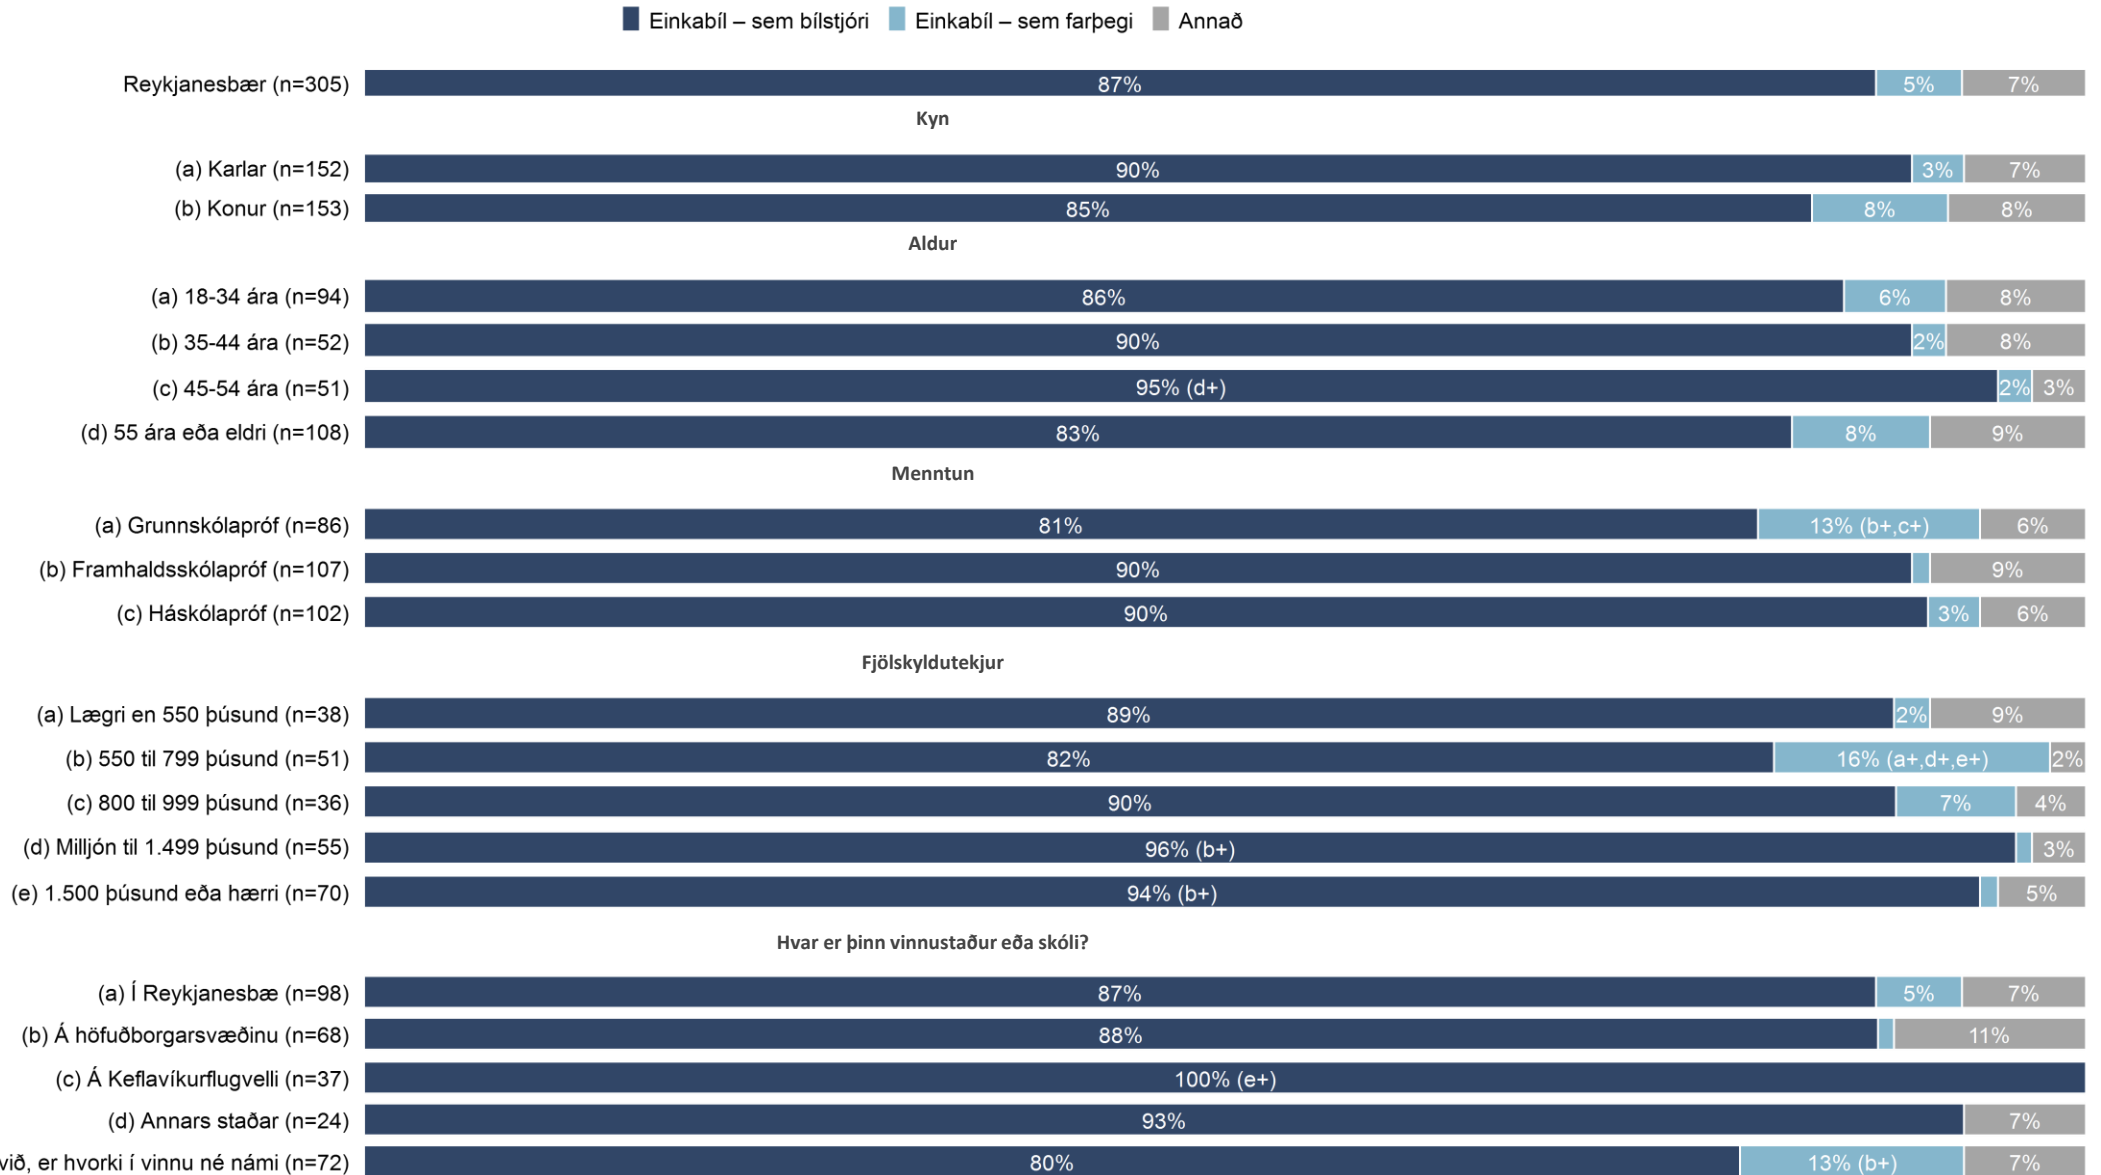 Einkabíl – sem bílstjóri Einkabíl – sem farþegi Annað
Reykjanesbær (n=305) 87% 5% 7%
Kyn
(a) Karlar (n=152) 90% 3% 7%
(b) Konur (n=153) 85% 8% 8%
Aldur
(a) 18-34 ára (n=94) 86% 6% 8%
(b) 35-44 ára (n=52) 90% 2% 8%
(c) 45-54 ára (n=51) 95% (d+) 2% 3%
(d) 55 ára eða eldri (n=108) 83% 8% 9%
Menntun
(a) Grunnskólapróf (n=86) 81% 13% (b+,c+) 6%
(b) Framhaldsskólapróf (n=107) 90% 9%
(c) Háskólapróf (n=102) 90% 3% 6%
Fjölskyldutekjur
(a) Lægri en 550 þúsund (n=38) 89% 2% 9%
(b) 550 til 799 þúsund (n=51) 82% 16% (a+,d+,e+) 2%
(c) 800 til 999 þúsund (n=36) 90% 7% 4%
(d) Milljón til 1.499 þúsund (n=55) 96% (b+) 3%
(e) 1.500 þúsund eða hærri (n=70) 94% (b+) 5%
Hvar er þinn vinnustaður eða skóli?
(a) Í Reykjanesbæ (n=98) 87% 5% 7%
(b) Á höfuðborgarsvæðinu (n=68) 88% 11%
(c) Á Keflavíkurflugvelli (n=37) 100% (e+)
(d) Annars staðar (n=24) 93% 7%
við, er hvorki í vinnu né námi (n=72) 80% 13% (b+) 7%